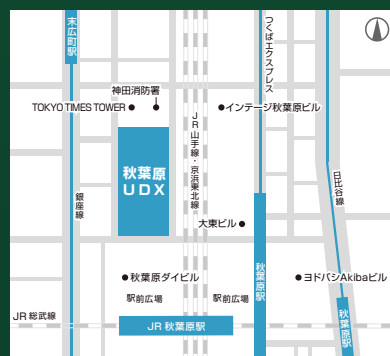 末広町駅
つくばエクスプレス
神田消防署
TOKYO TIMES TOWER
インテージ秋葉原ビル
JR山手線・京浜東北線
秋葉原
UDX
銀座線
日比谷線
大東ビル
秋葉原ダイビル
秋葉原駅
ヨドバシAkibaビル
駅前広場
駅前広場
JR 総武線
JR 秋葉原駅
秋葉原駅